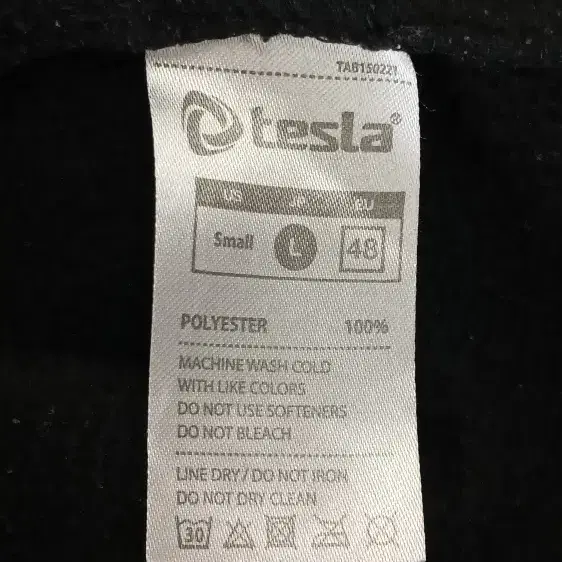 TAB150221
tesla®
US JP EU
Small L 48
POLYESTER 100%
MACHINE WASH COLD
WITH LIKE COLORS
DO NOT USE SOFTENERS
DO NOT BLEACH
LINE DRY / DO NOT IRON
DO NOT DRY CLEAN
30